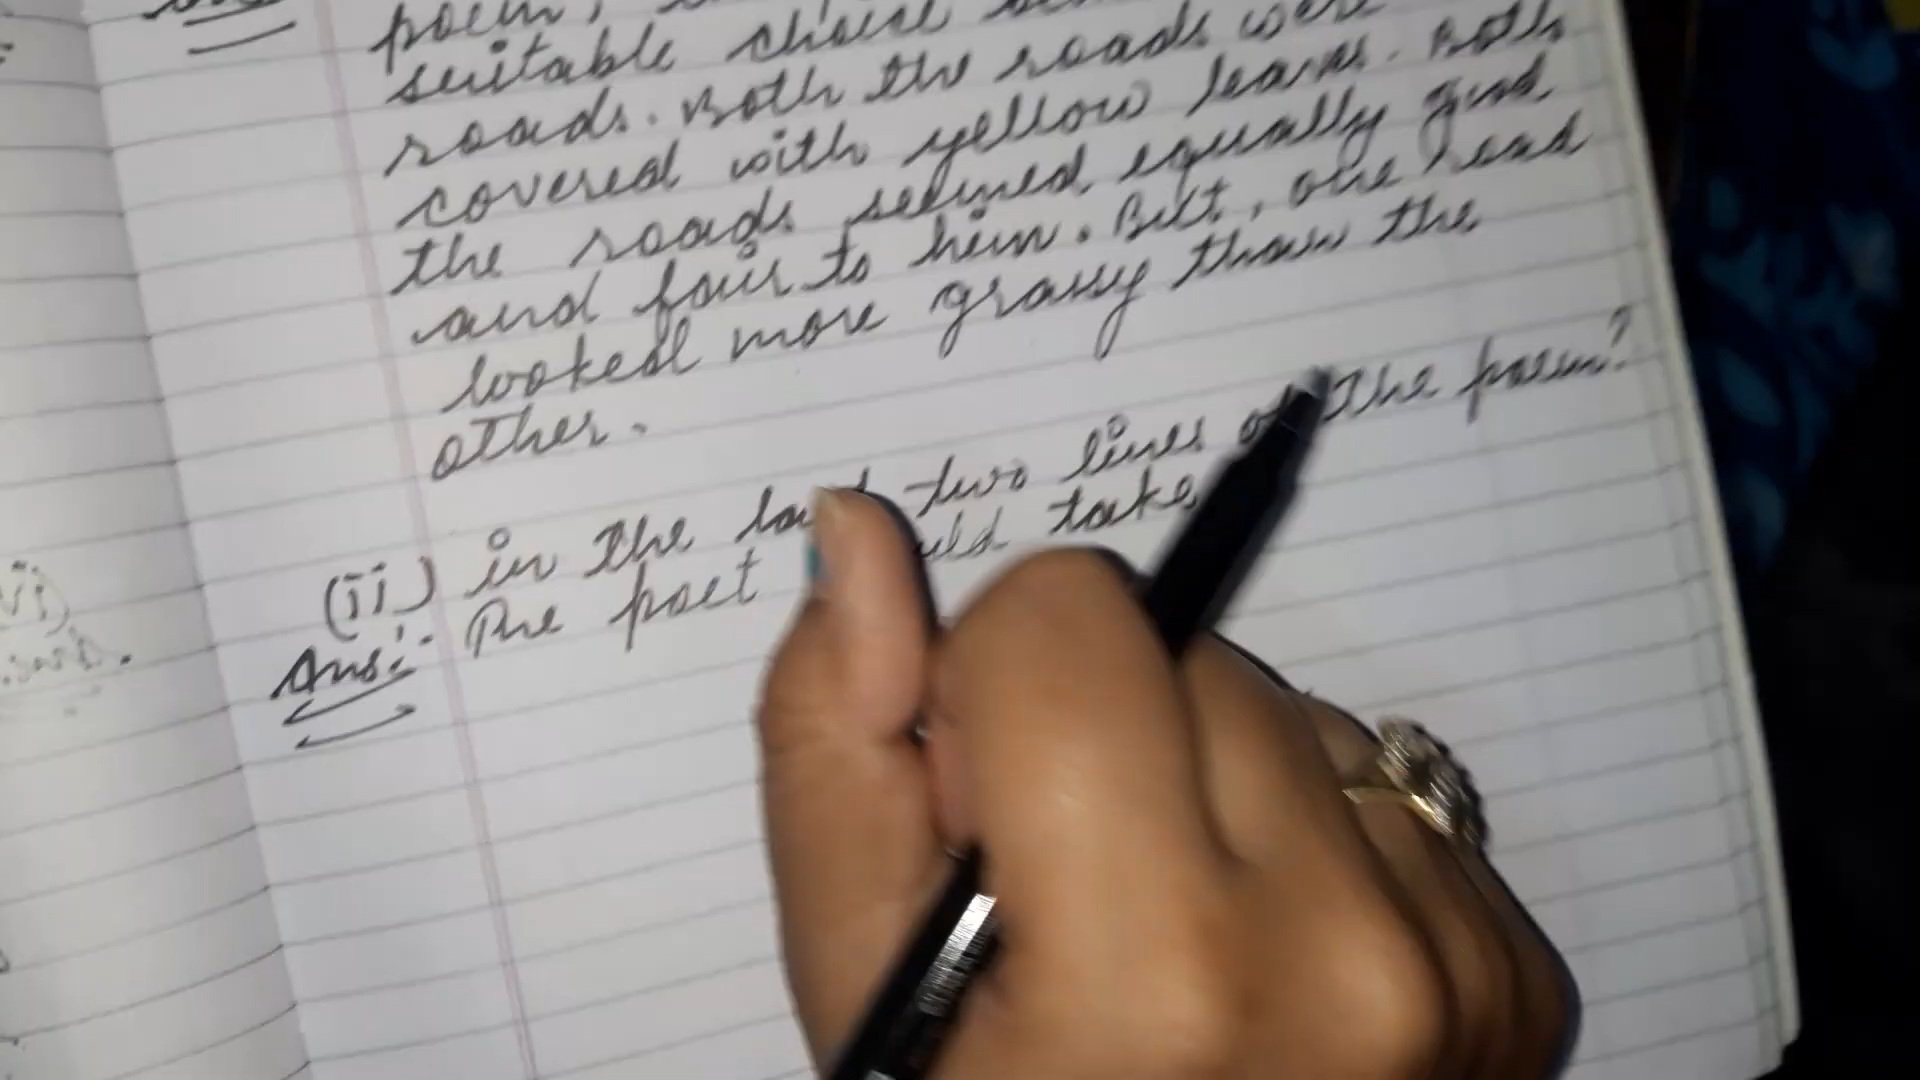 poem,
suitable choice
roads. Both the roads were
covered with yellow leaves. Both
the roads seemed equally good
and fair to him. But, one road
looked more grassy than the
other.
(ii) in the two lines of the poem?
Ans:- The poet take